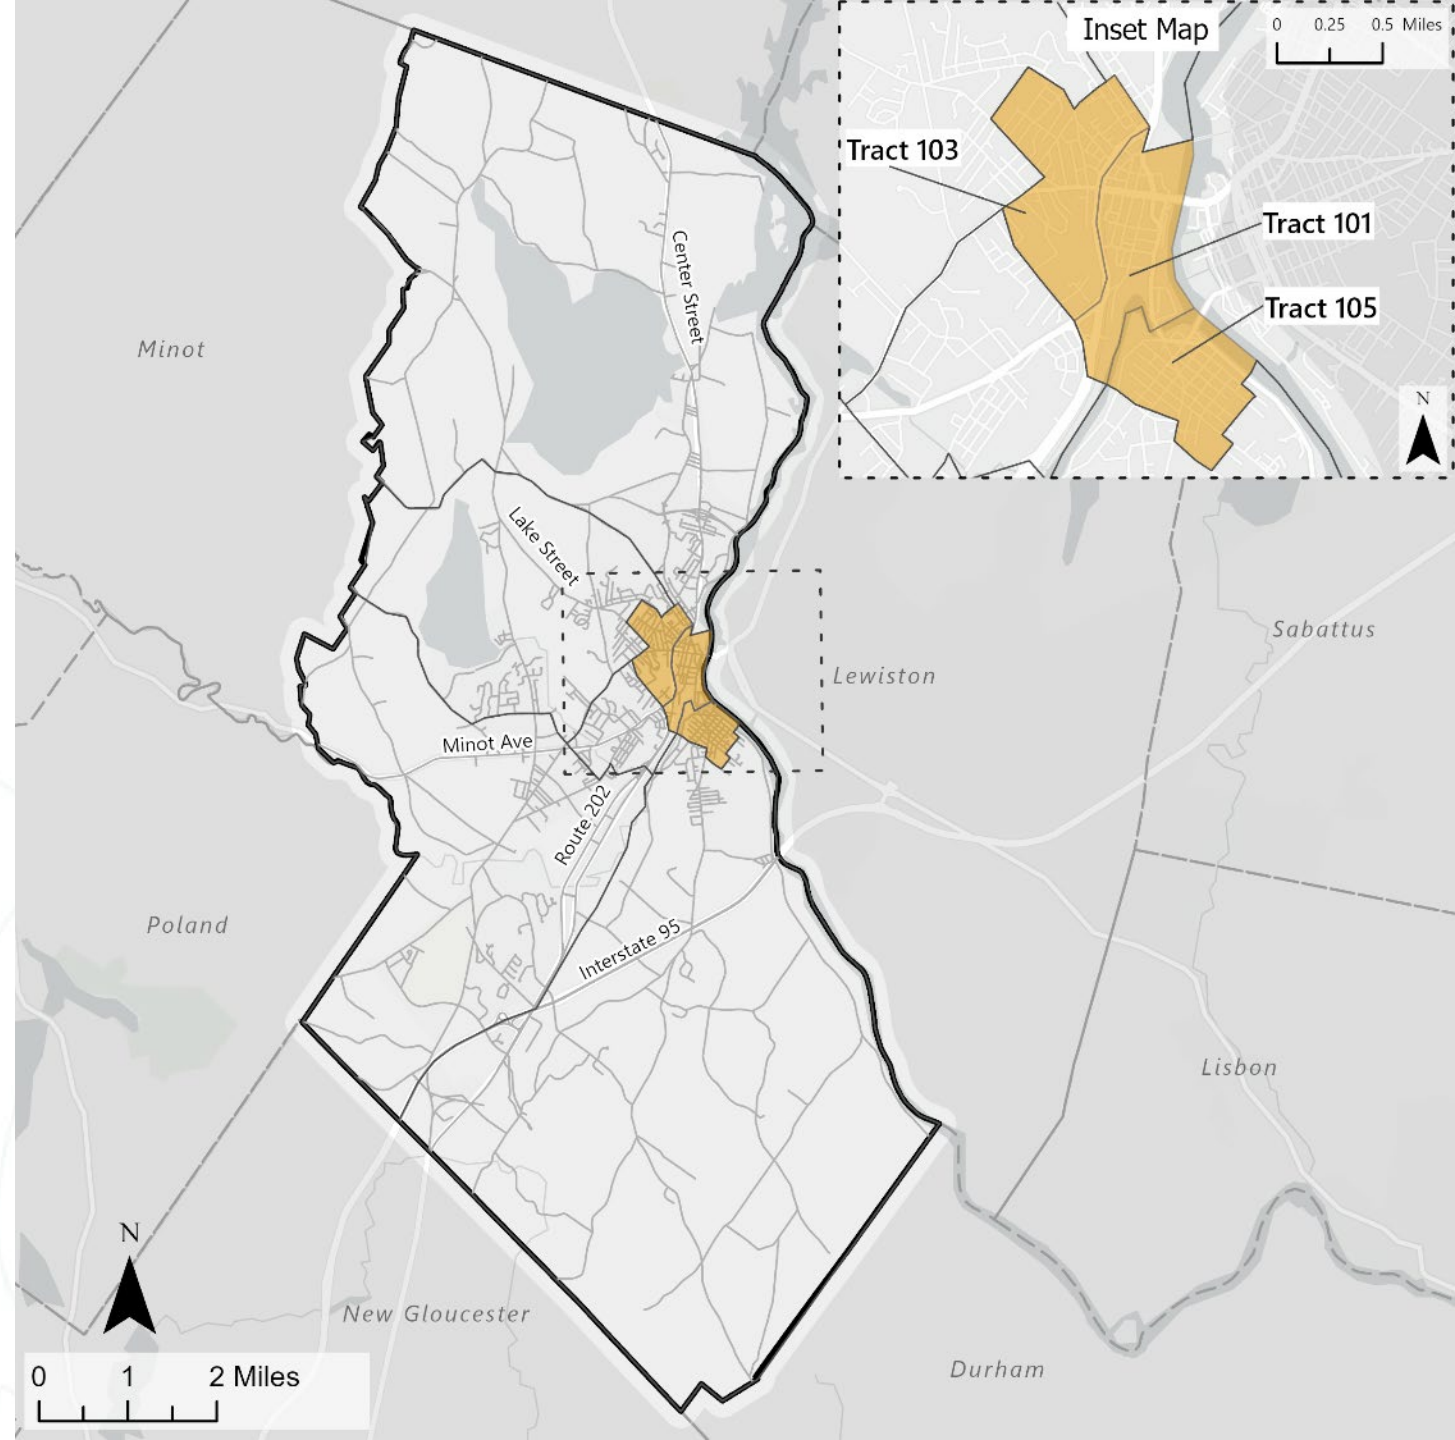 Inset Map
0 0.25 0.5 Miles
Tract 103
Tract 101
Tract 105
N
Center Street
Minot
Lake Street
Sabattus
Lewiston
Minot Ave
Route 202
Poland
Interstate 95
Lisbon
N
New Gloucester
Durham
0 1 2 Miles